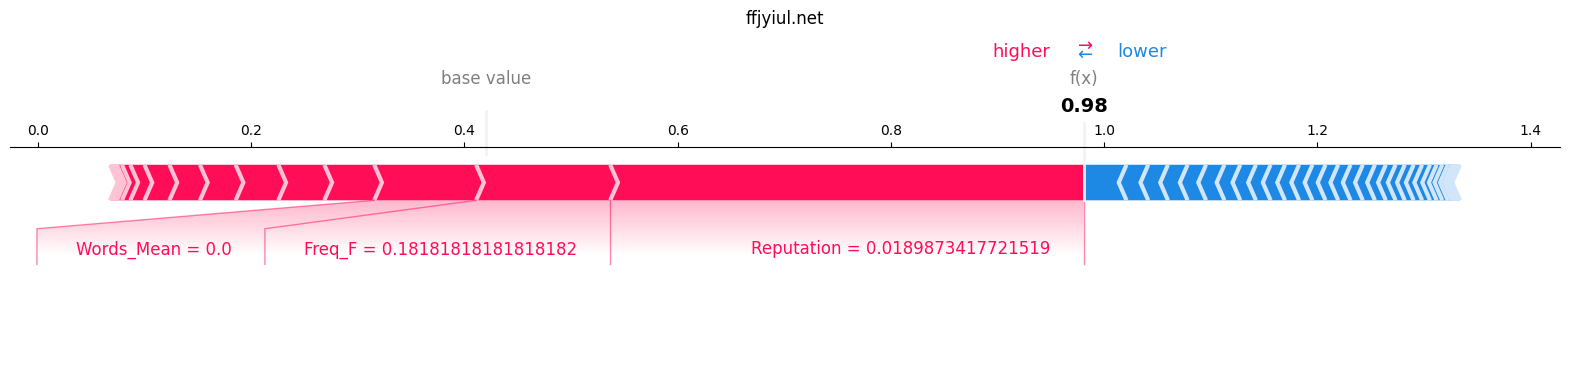 ffjyiul.net
higher ⇄ lower
base value f(x)
0.98
0.0 0.2 0.4 0.6 0.8 1.0 1.2 1.4
Words_Mean = 0.0 Freq_F = 0.18181818181818182 Reputation = 0.0189873417721519